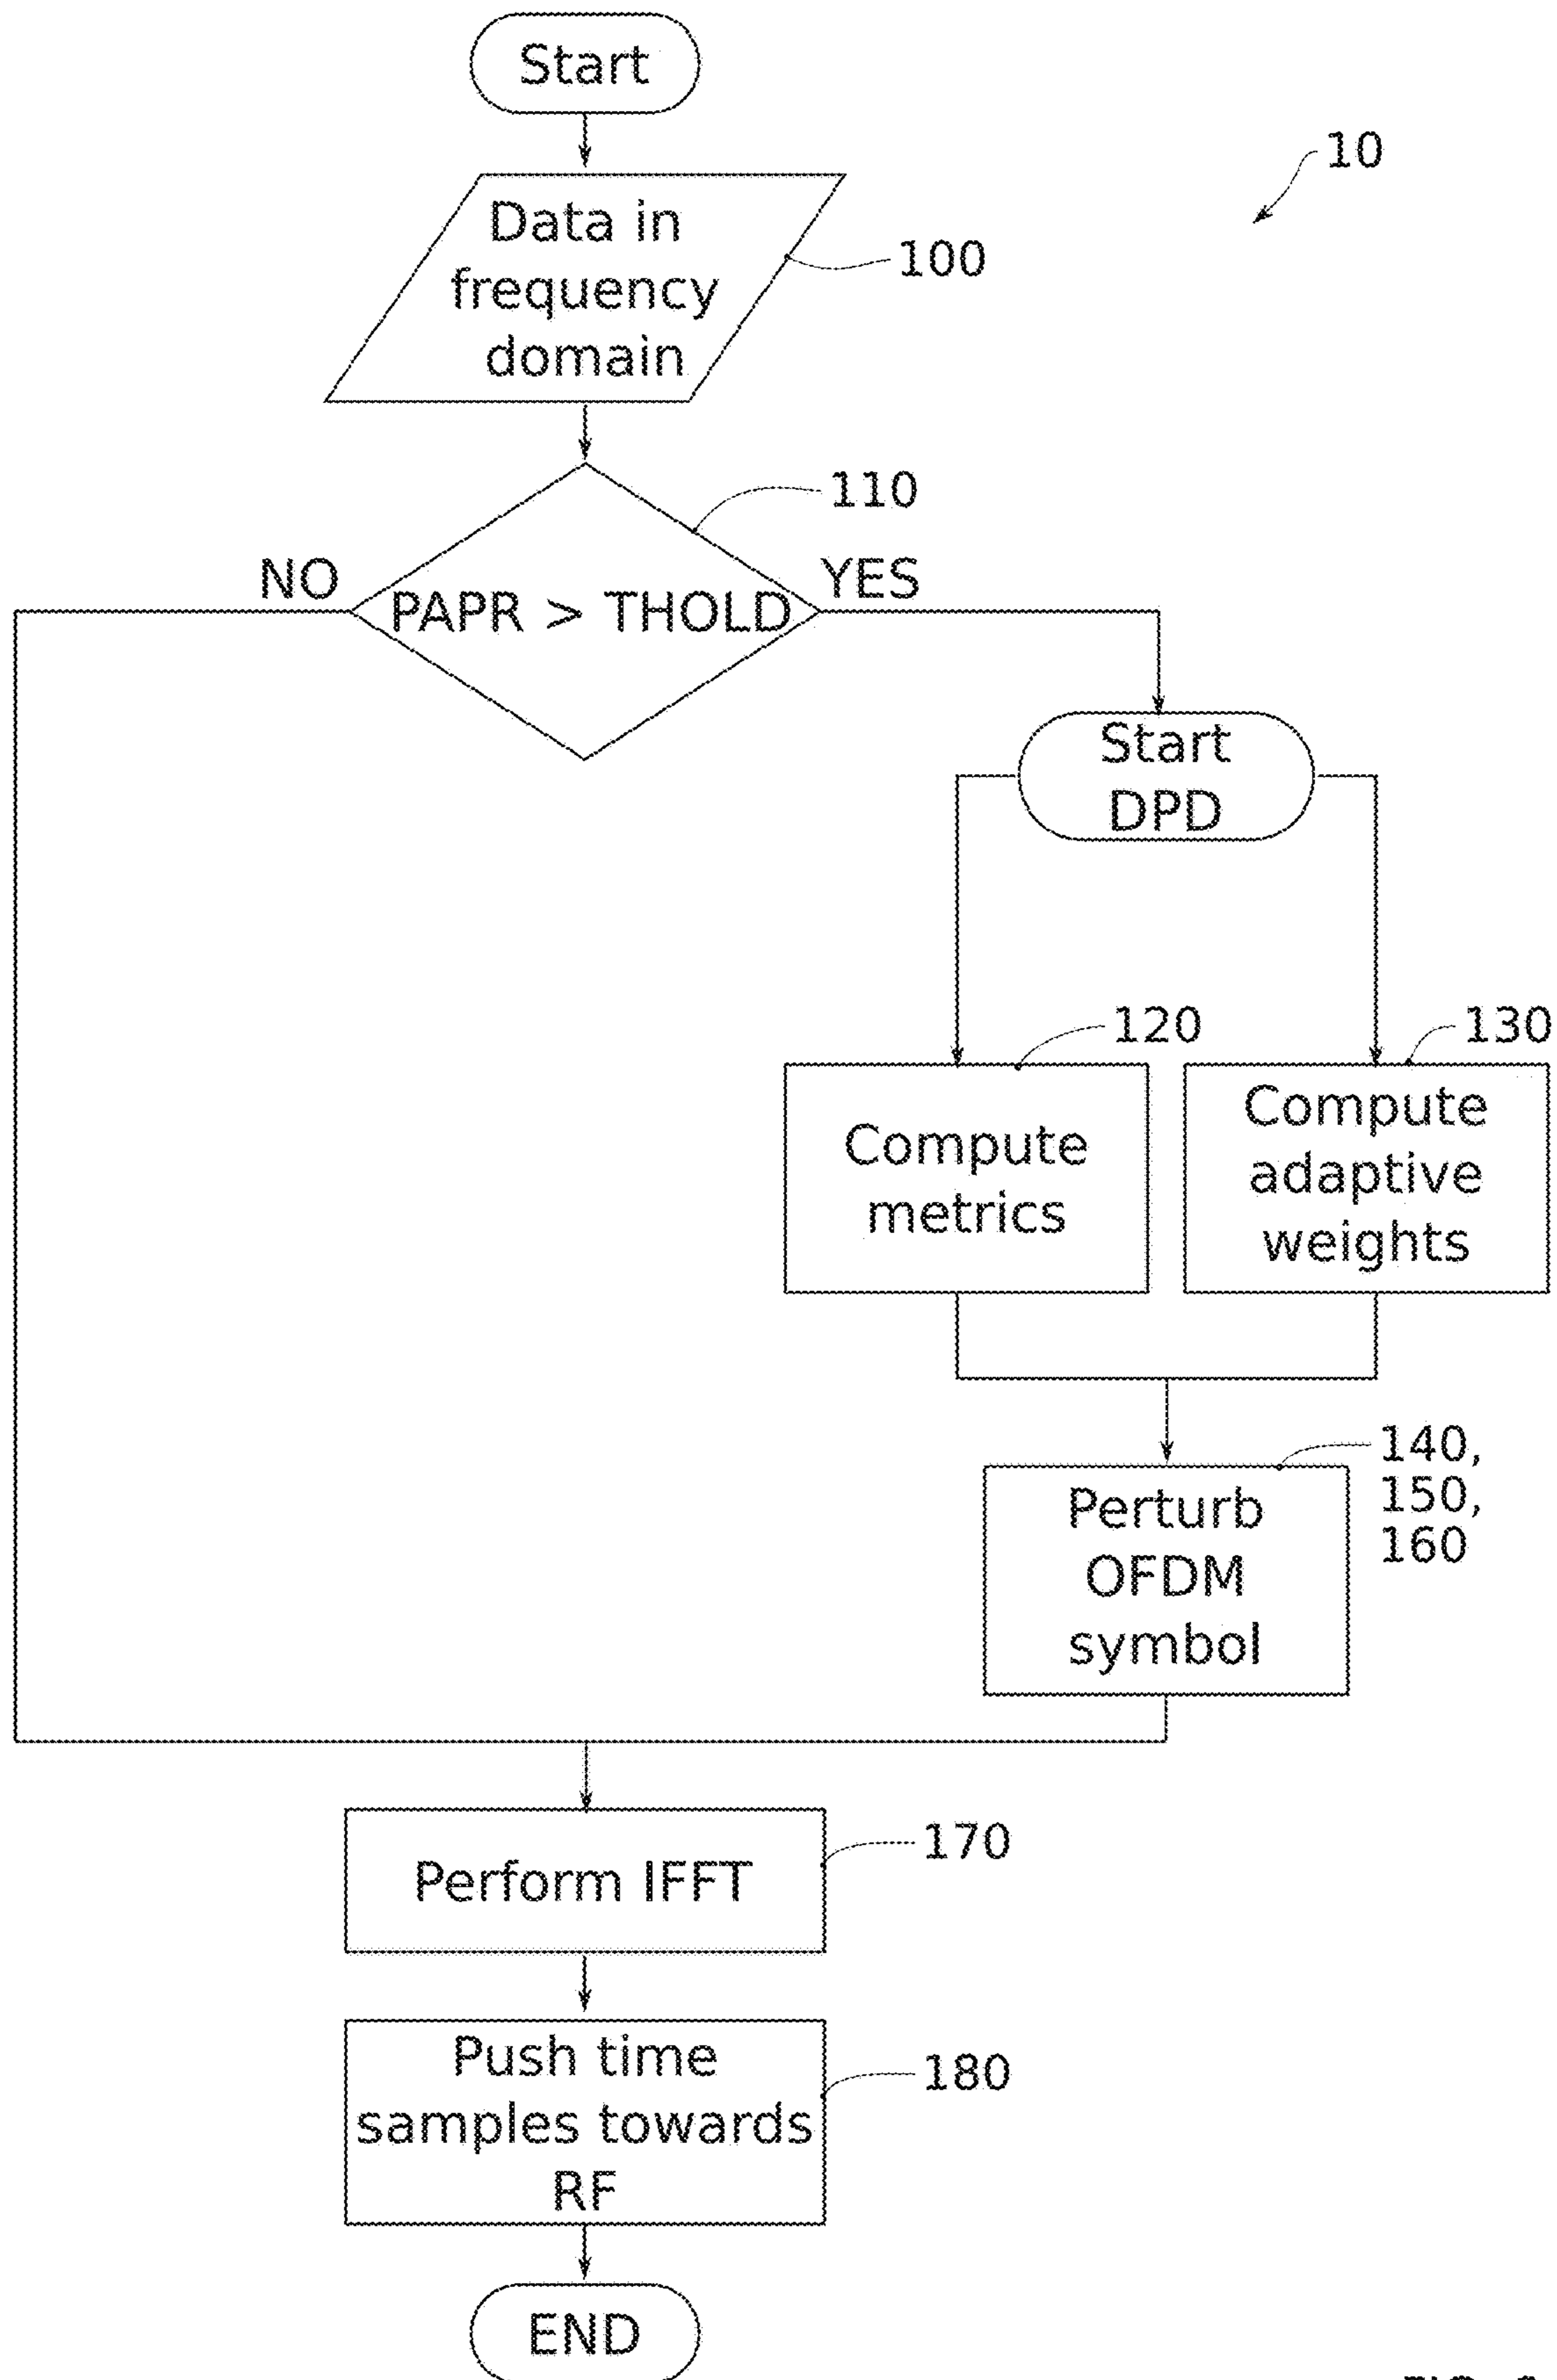 Start
10
Data in
frequency
domain
100
110
NO
YES
PAPR > THOLD
Start
DPD
120
130
Compute
metrics
Compute
adaptive
weights
140,
150,
160
Perturb
OFDM
symbol
Perform IFFT
170
Push time
samples towards
RF
180
END